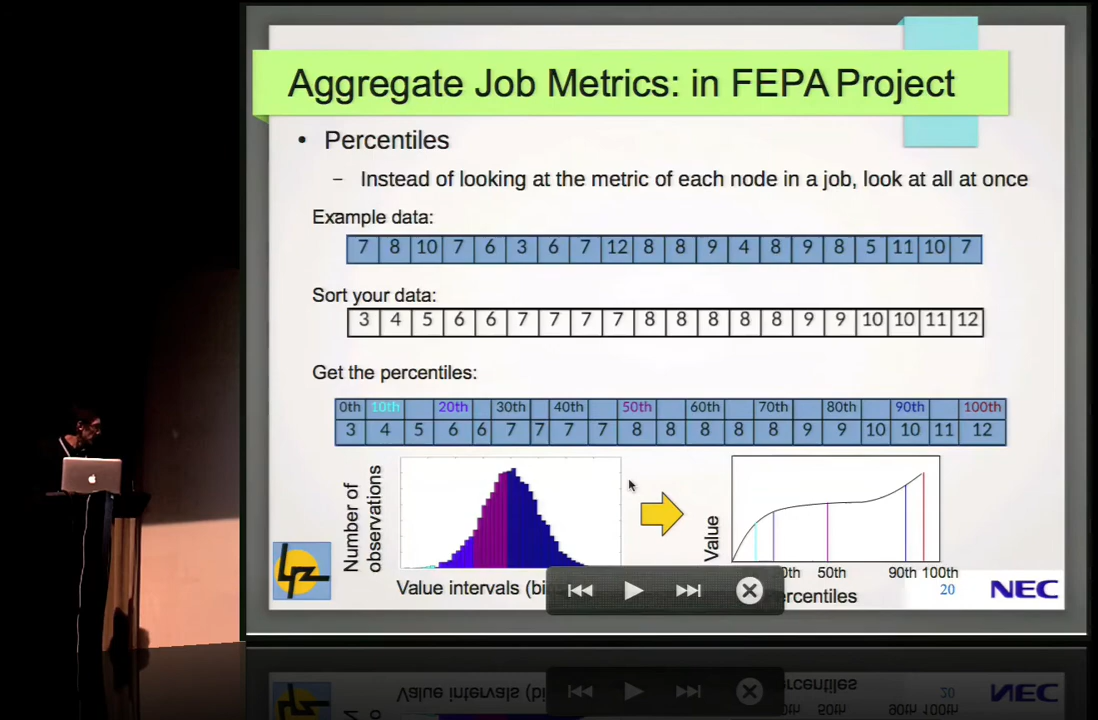 Aggregate Job Metrics: in FEPA Project
• Percentiles
– Instead of looking at the metric of each node in a job, look at all at once
Example data:
7 8 10 7 6 3 6 7 12 8 8 9 4 8 9 8 5 11 10 7
Sort your data:
3 4 5 6 6 7 7 7 7 8 8 8 8 8 9 9 10 10 11 12
Get the percentiles:
0th 10th 20th 30th 40th 50th 60th 70th 80th 90th 100th
3 4 5 6 6 7 7 7 7 8 8 8 8 8 9 9 10 10 11 12
Number of
observations
Value intervals
Value
50th 90th 100th
20
NEC